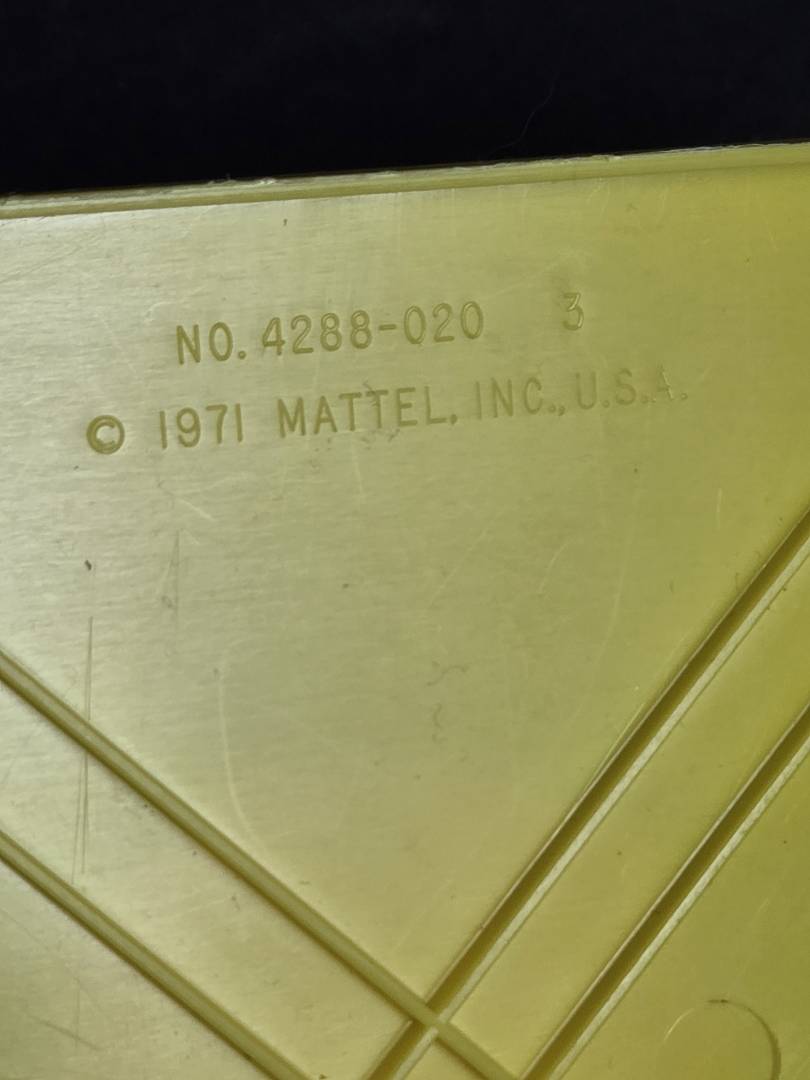 NO. 4288-020 3
© 1971 MATTEL, INC., U.S.A.